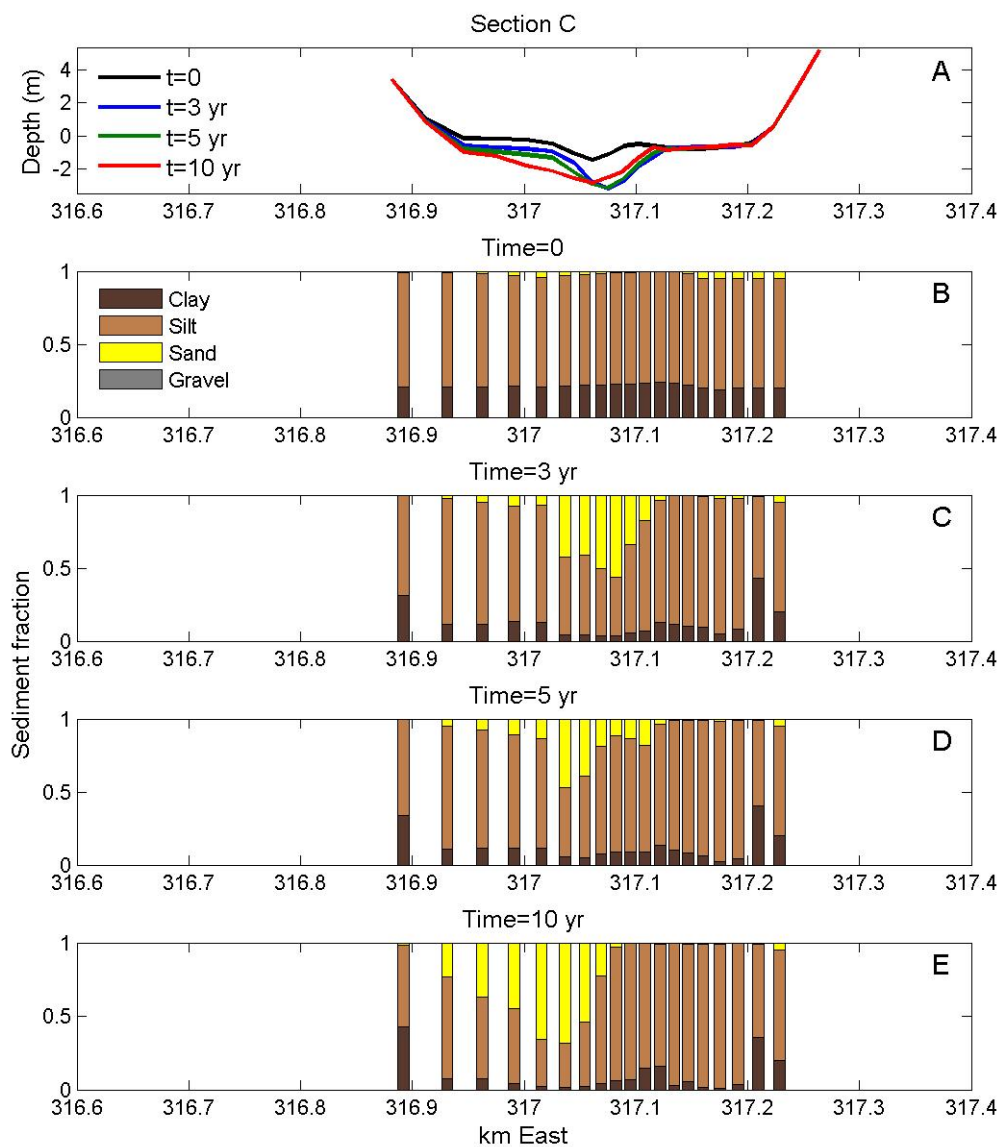 Section C
A
Depth (m)
4
2
0
-2
t=0
t=3 yr
t=5 yr
t=10 yr
316.6 316.7 316.8 316.9 317 317.1 317.2 317.3 317.4
Time=0
B
1
0.5
0
Clay
Silt
Sand
Gravel
316.6 316.7 316.8 316.9 317 317.1 317.2 317.3 317.4
Time=3 yr
C
1
0.5
0
316.6 316.7 316.8 316.9 317 317.1 317.2 317.3 317.4
Sediment fraction
Time=5 yr
D
1
0.5
0
316.6 316.7 316.8 316.9 317 317.1 317.2 317.3 317.4
Time=10 yr
E
1
0.5
0
316.6 316.7 316.8 316.9 317 317.1 317.2 317.3 317.4
km East